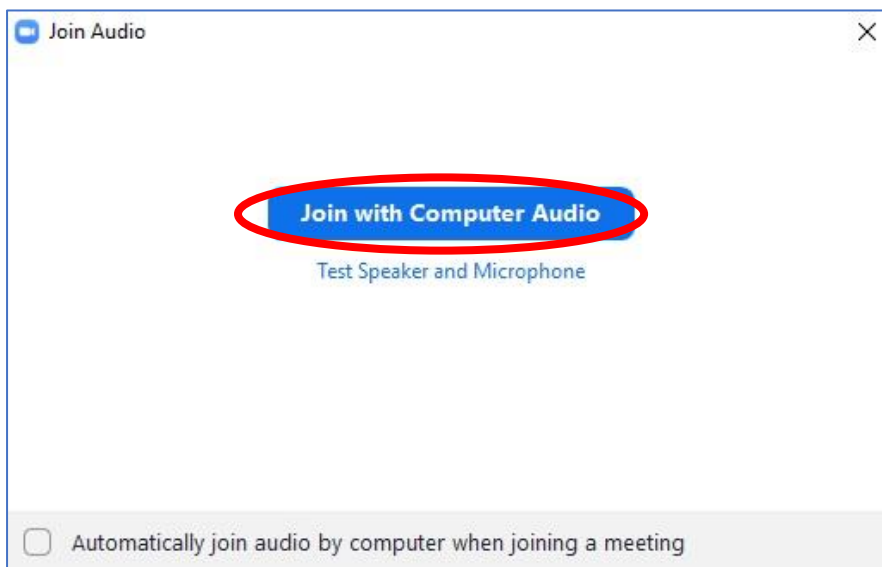 Join Audio
Join with Computer Audio
Test Speaker and Microphone
Automatically join audio by computer when joining a meeting